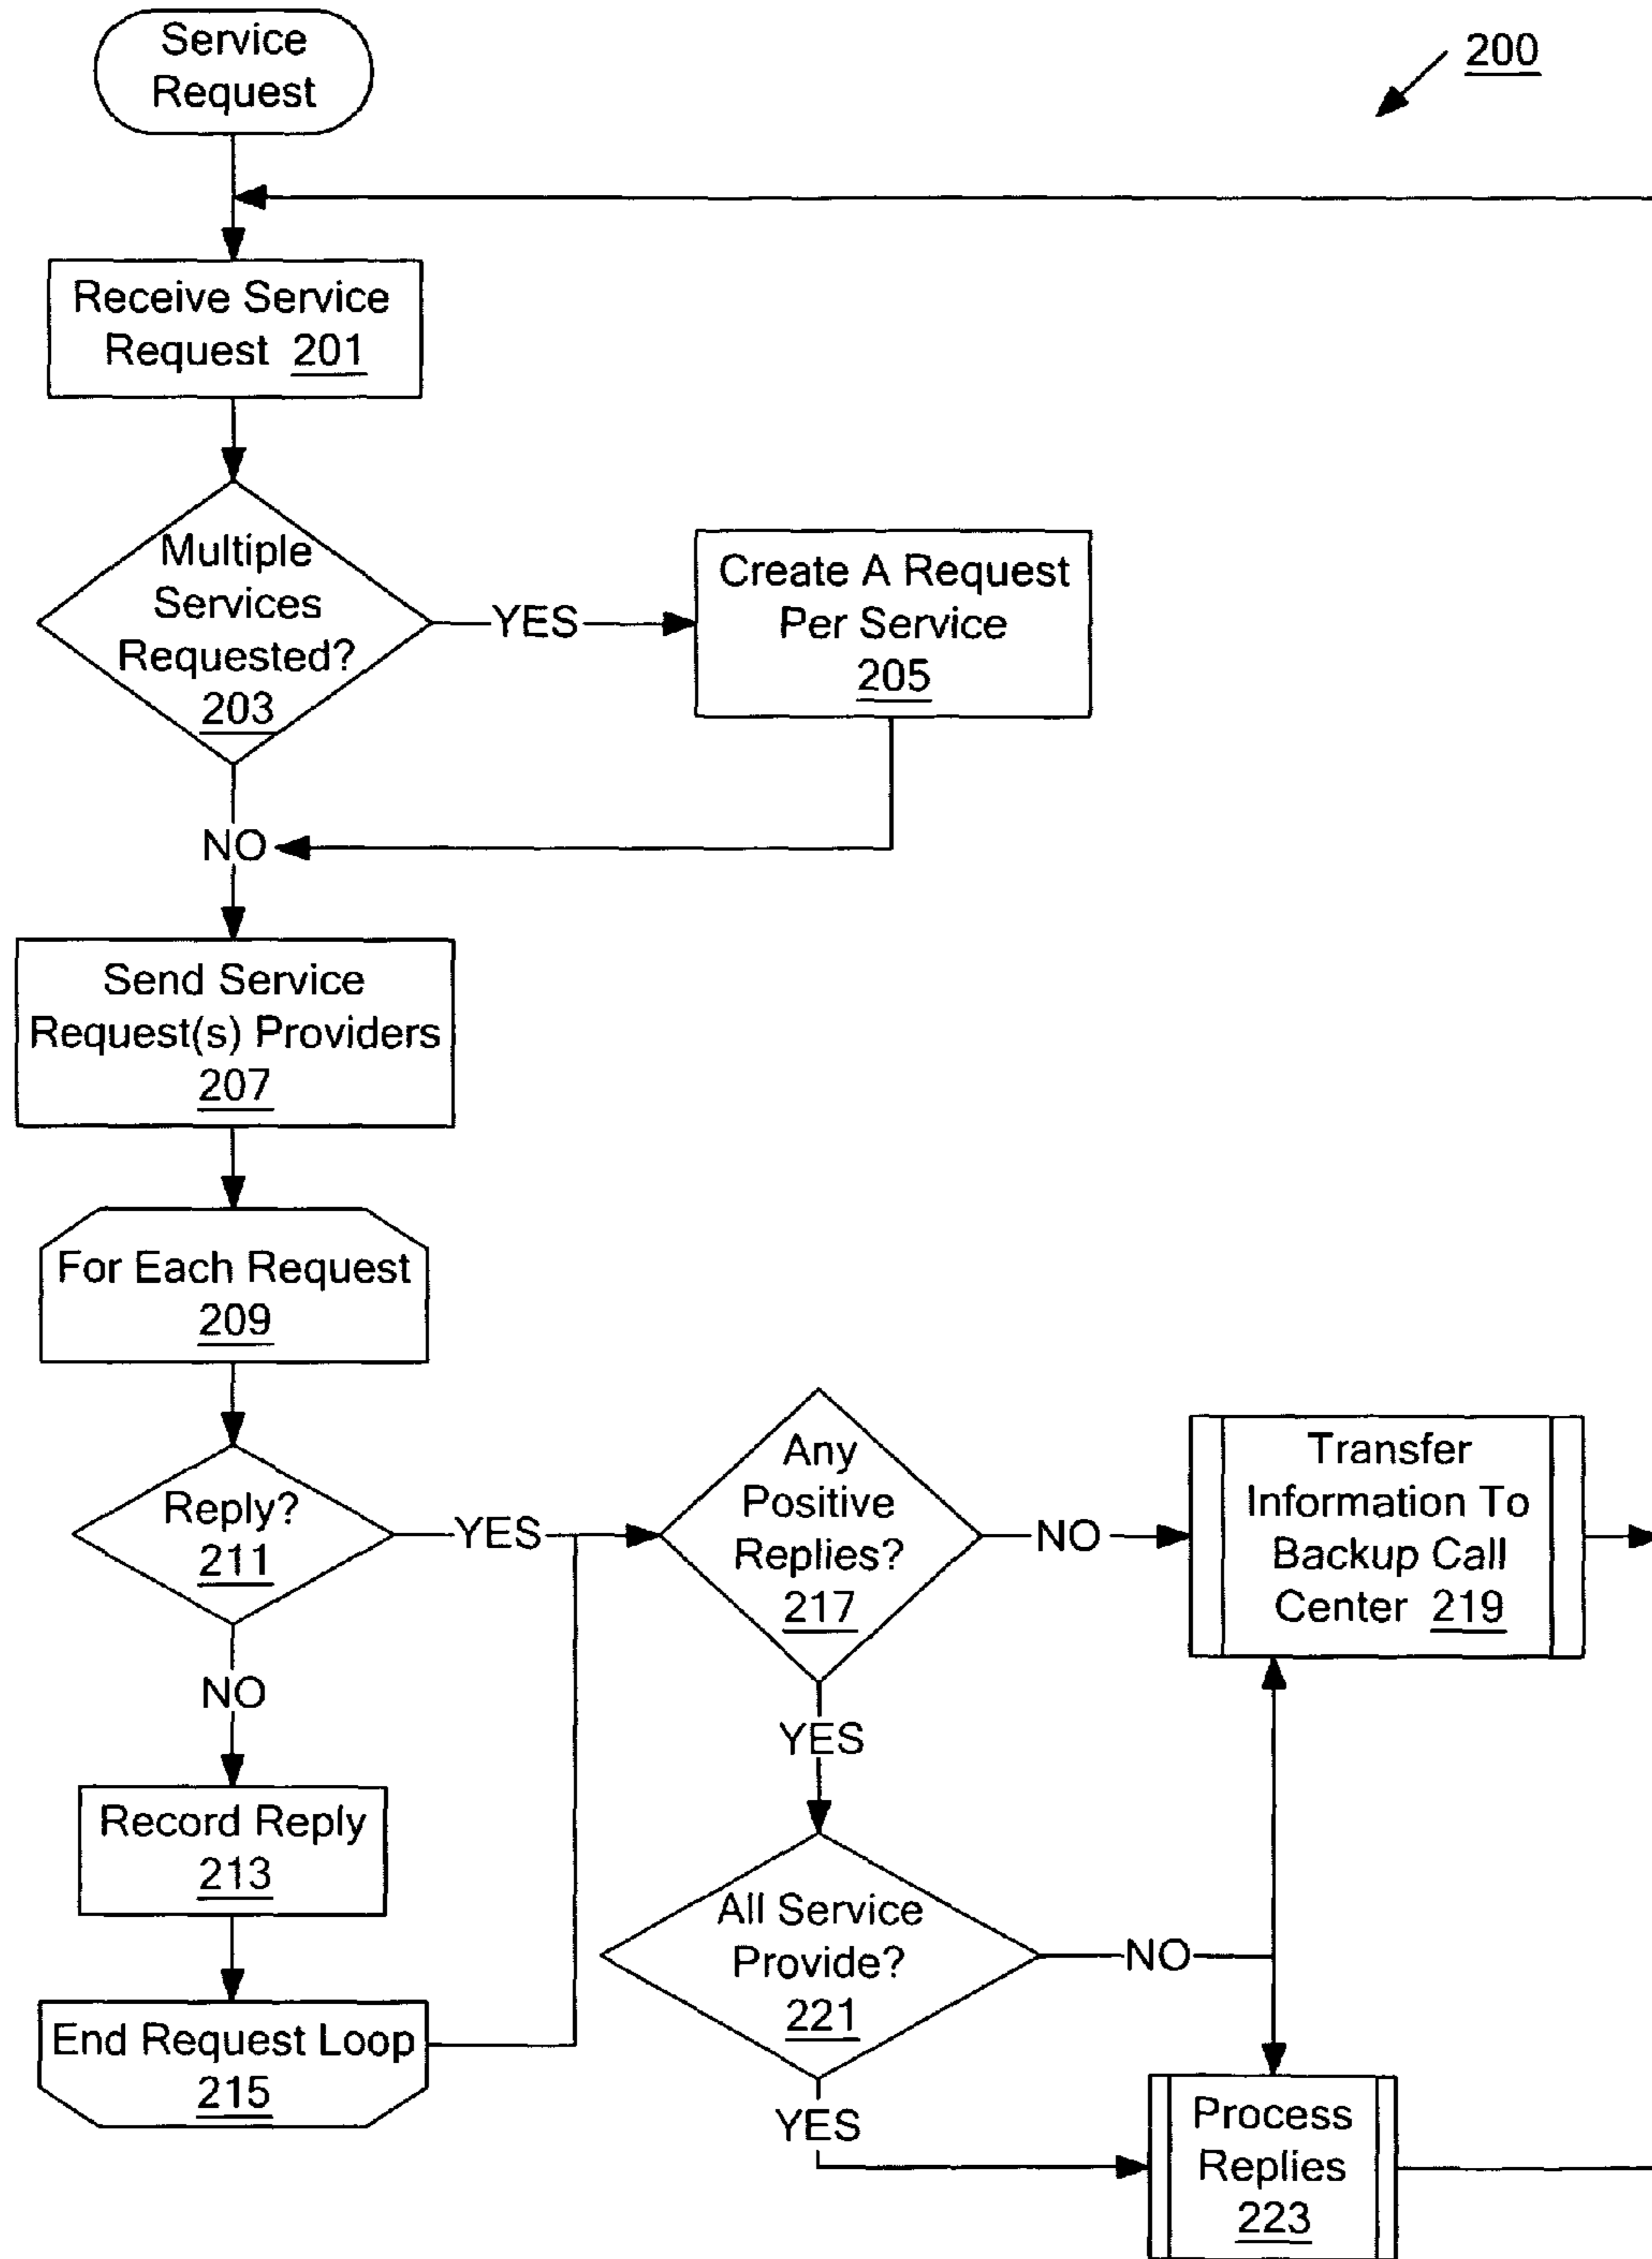 Service
Request
200
Receive Service
Request 201
Multiple
Services
Requested?
203
YES
Create A Request
Per Service
205
NO
Send Service
Request(s) Providers
207
For Each Request
209
Reply?
211
YES
NO
Record Reply
213
End Request Loop
215
Any
Positive
Replies?
217
NO
Transfer
Information To
Backup Call
Center 219
YES
All Service
Provide?
221
NO
YES
Process
Replies
223